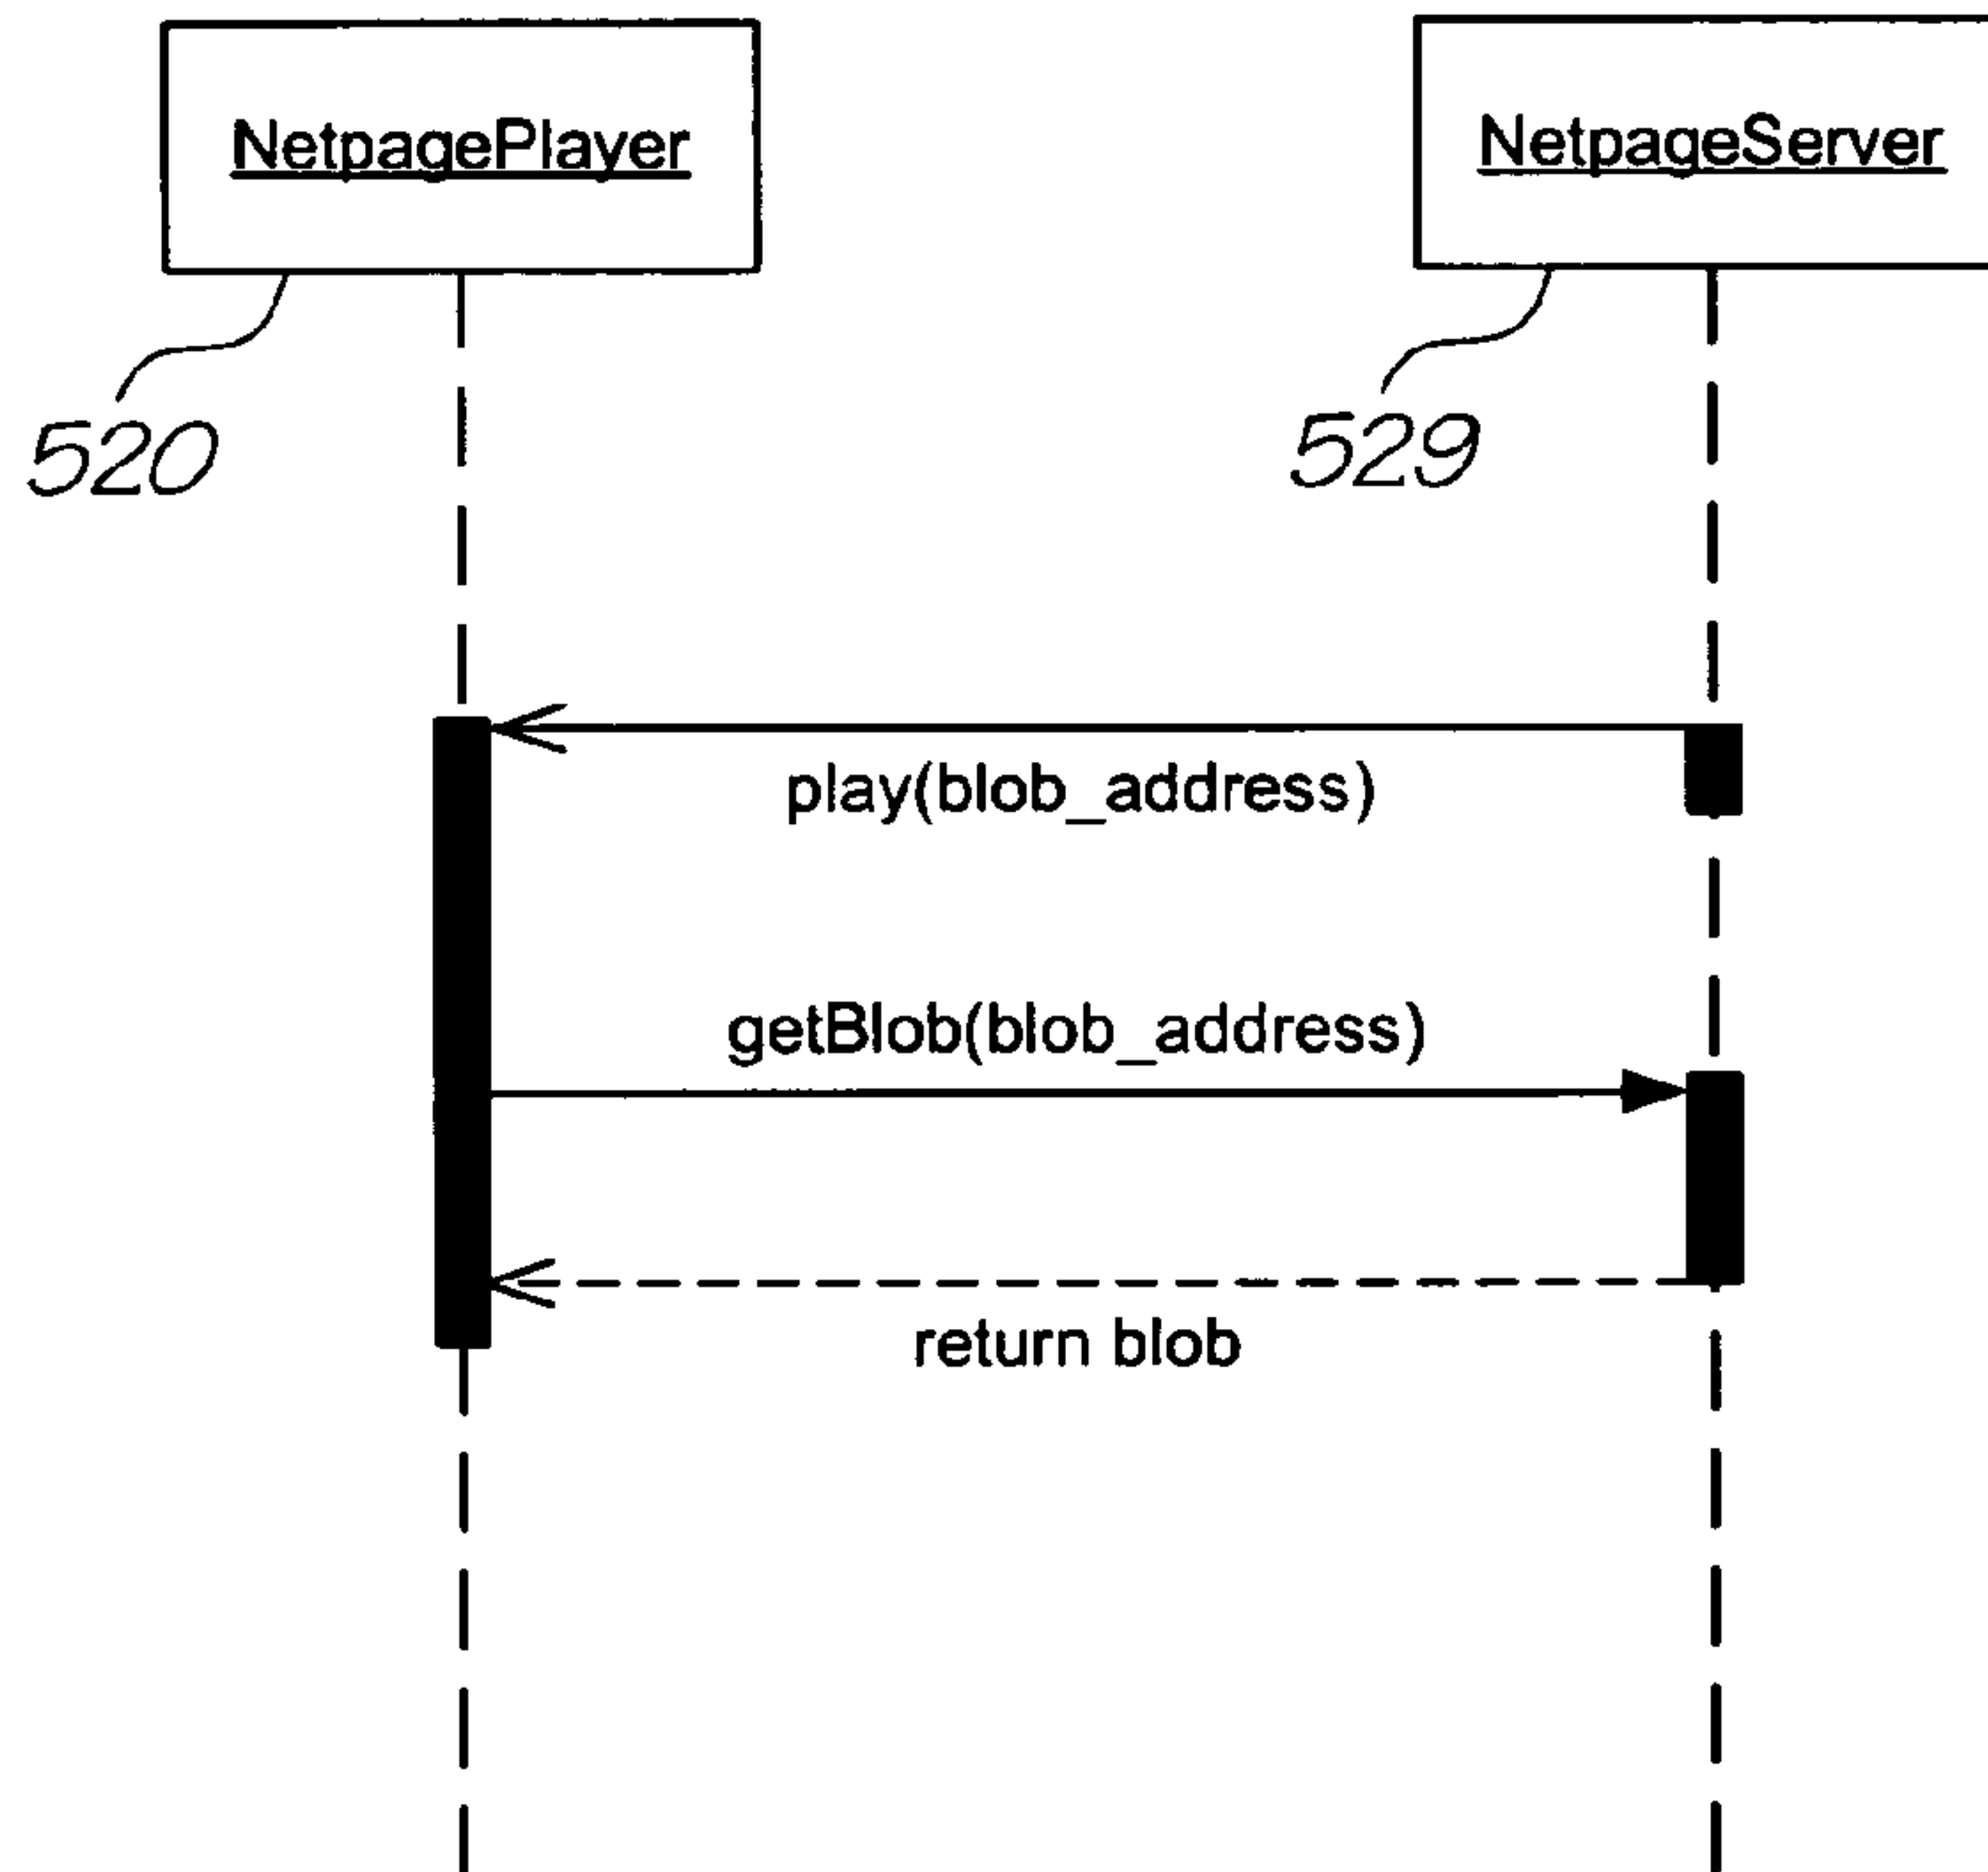 NetpagePlayer
NetpageServer
520
529
play(blob_address)
getBlob(blob_address)
return blob